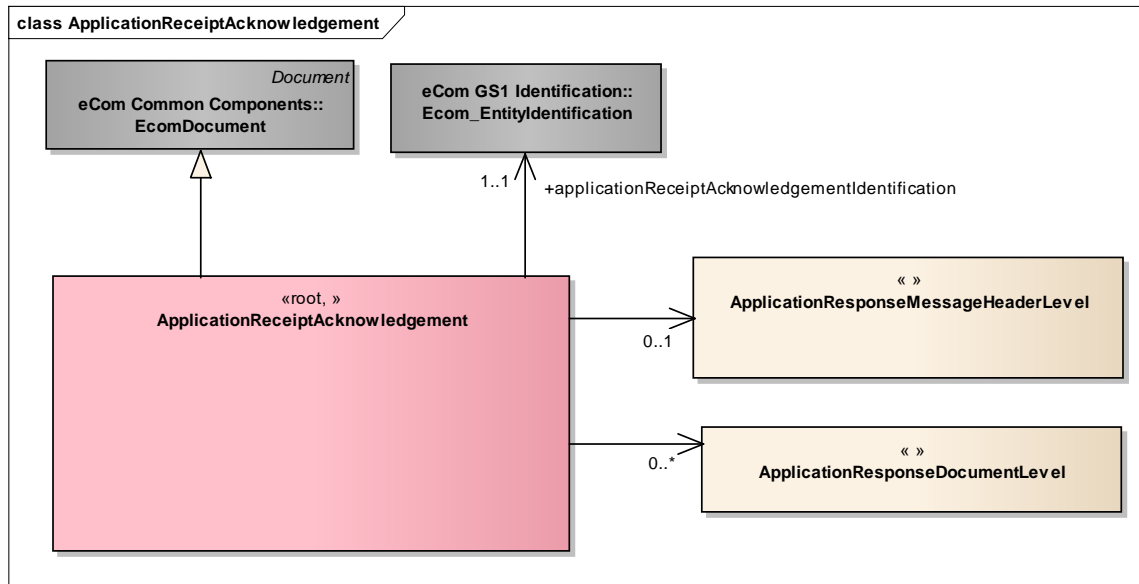 class ApplicationReceiptAcknowledgement
Document
eCom Common Components::
EcomDocument
eCom GS1 Identification::
Ecom_EntityIdentification
1..1
+applicationReceiptAcknowledgementIdentification
«root, »
ApplicationReceiptAcknowledgement
« »
ApplicationResponseMessageHeaderLevel
0..1
« »
ApplicationResponseDocumentLevel
0..*